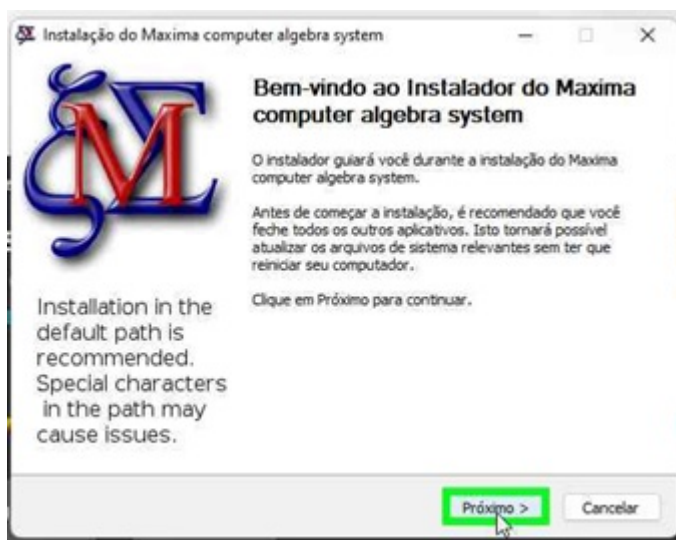 Instalação do Maxima computer algebra system
Bem-vindo ao Instalador do Maxima
computer algebra system
O instalador guiará você durante a instalação do Maxima
computer algebra system.
Antes de começar a instalação, é recomendado que você
feche todos os outros aplicativos. Isto tornará possível
atualizar os arquivos de sistema relevantes sem ter que
reiniciar seu computador.
Clique em Próximo para continuar.
Installation in the
default path is
recommended.
Special characters
in the path may
cause issues.
Próximo >
Cancelar